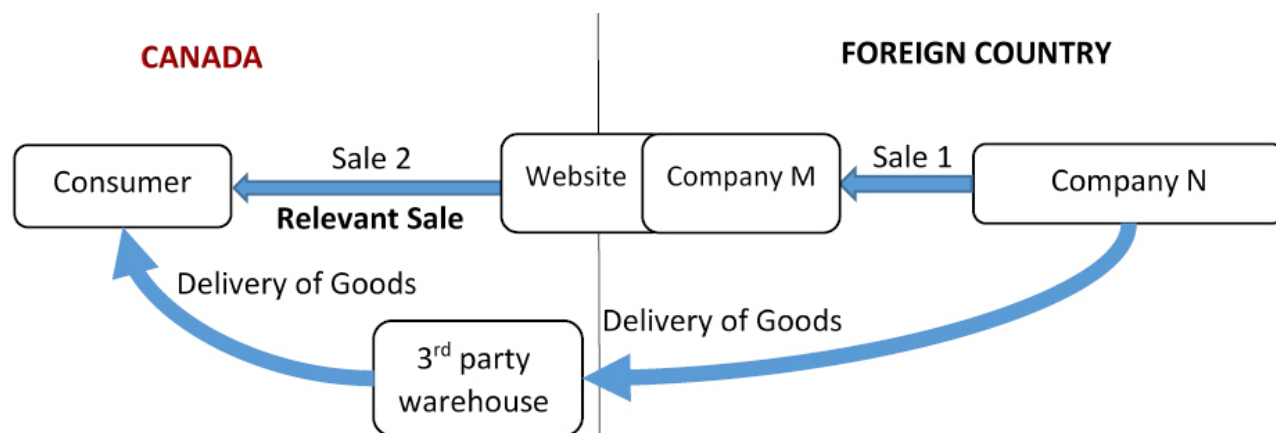 CANADA
FOREIGN COUNTRY
Consumer
Sale 2
Relevant Sale
Website
Company M
Sale 1
Company N
Delivery of Goods
Delivery of Goods
3rd party
warehouse